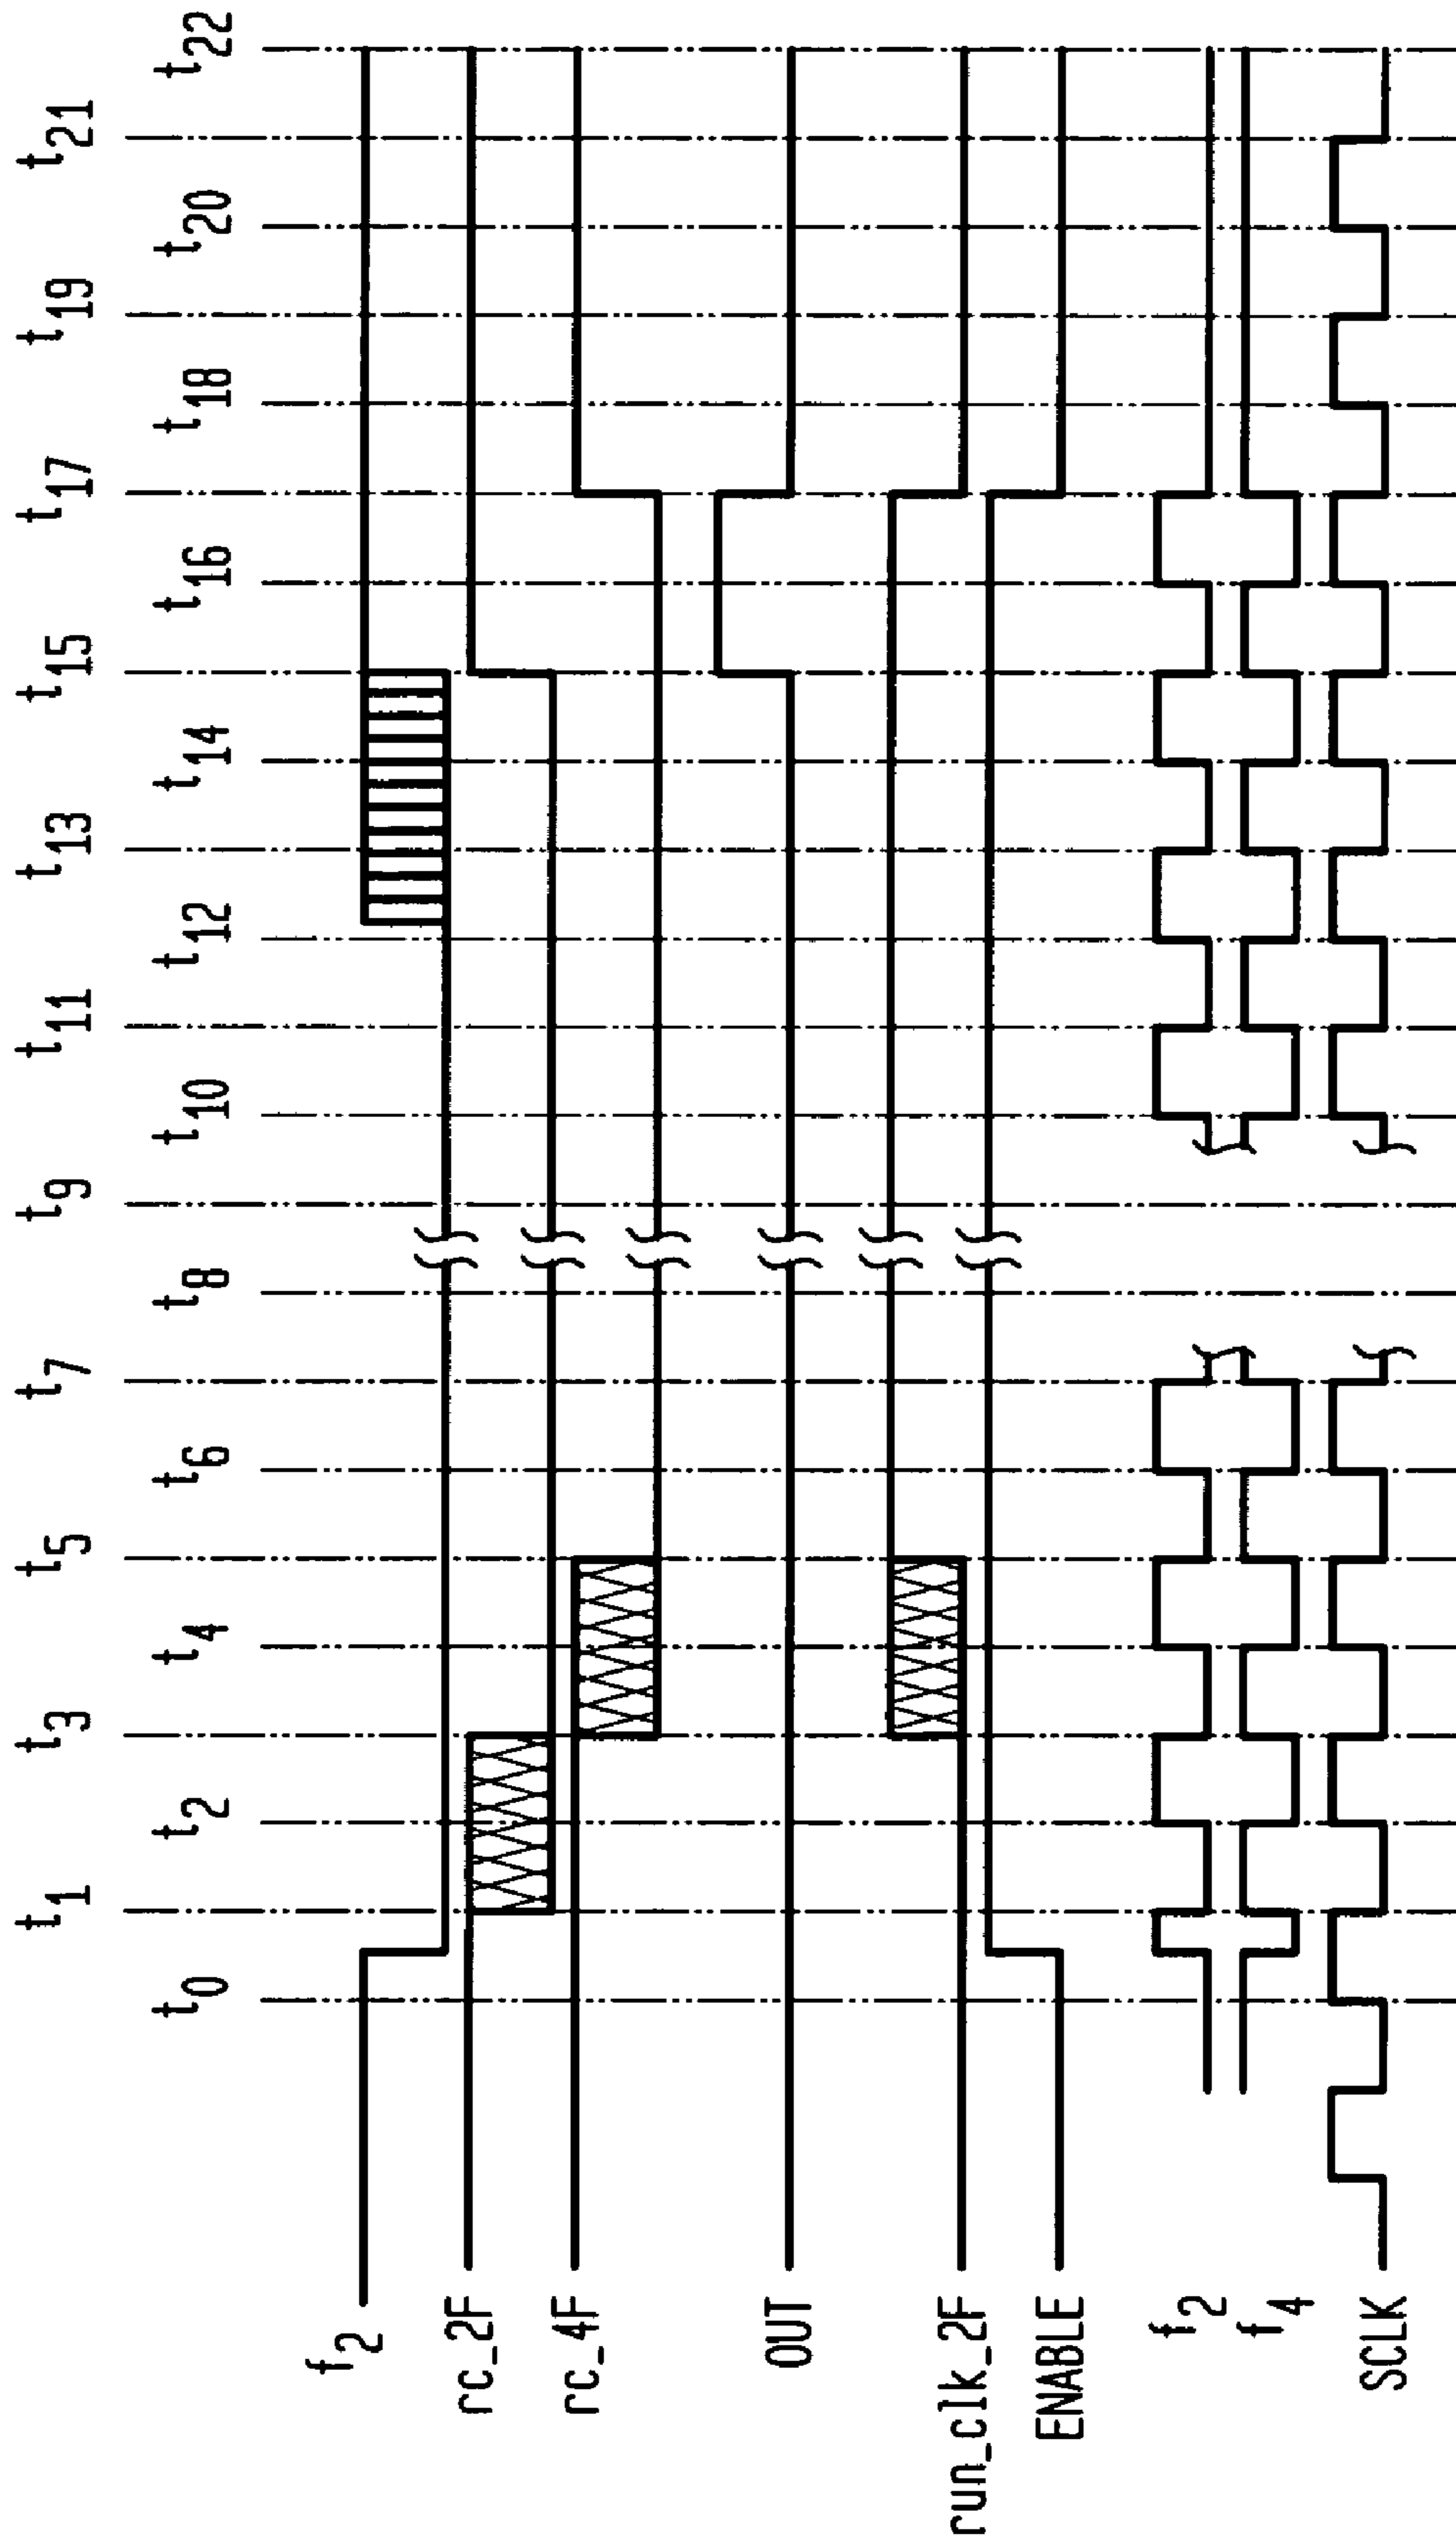 t₁ t₃ t₅ t₇ t₉ t₁₁ t₁₃ t₁₅ t₁₇ t₁₉ t₂₁
t₀ t₂ t₄ t₆ t₈ t₁₀ t₁₂ t₁₄ t₁₆ t₁₈ t₂₀ t₂₂
f₂
rc_2F
rc_4F
OUT
run_clk_2F
ENABLE
f₂
f₄
SCLK